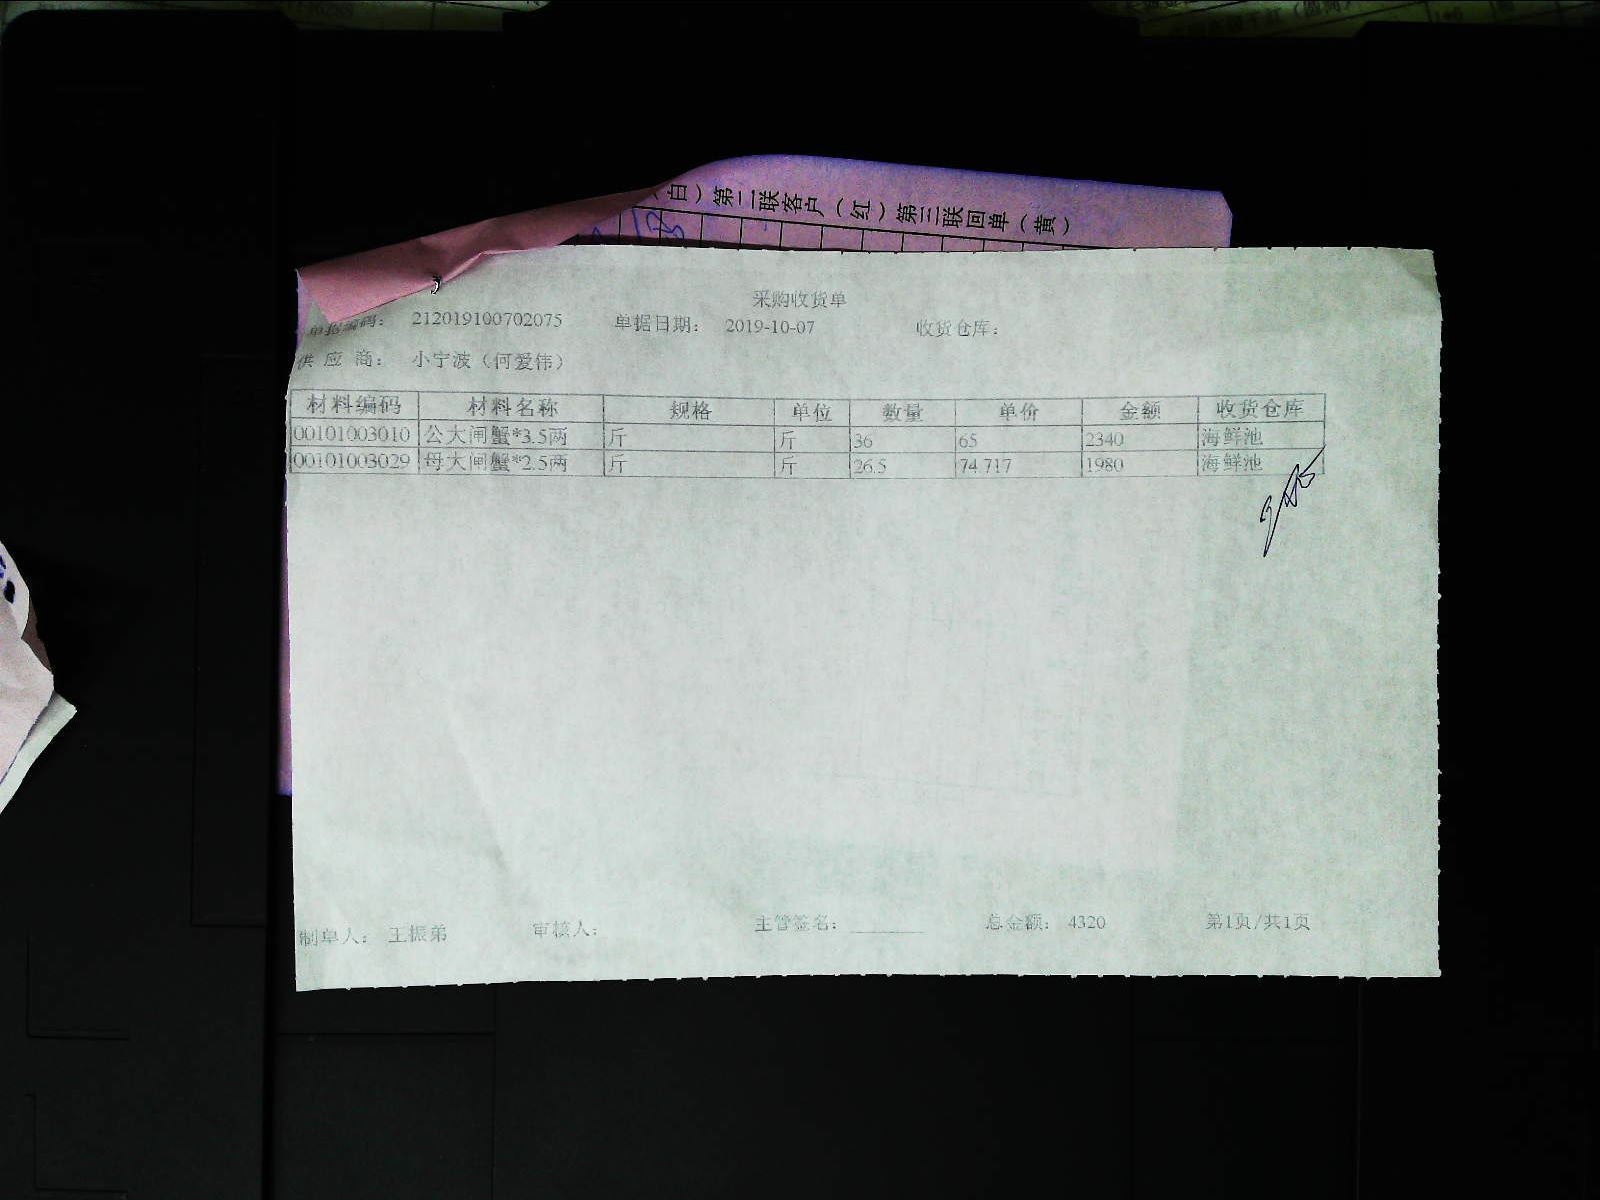 （白）第二联客户（红）第三联回单（黄）
采购收货单
单据编码： 212019100702075 单据日期： 2019-10-07 收货仓库：
供 应 商： 小宁波（何爱伟）
材料编码 材料名称 规格 单位 数量 单价 金额 收货仓库
00101003010 公大闸蟹*3.5两 斤 斤 36 65 2340 海鲜池
00101003029 母大闸蟹*2.5两 斤 斤 26.5 74.717 1980 海鲜池
制单人： 王振弟 审核人： 主管签名： 总金额： 4320 第1页/共1页